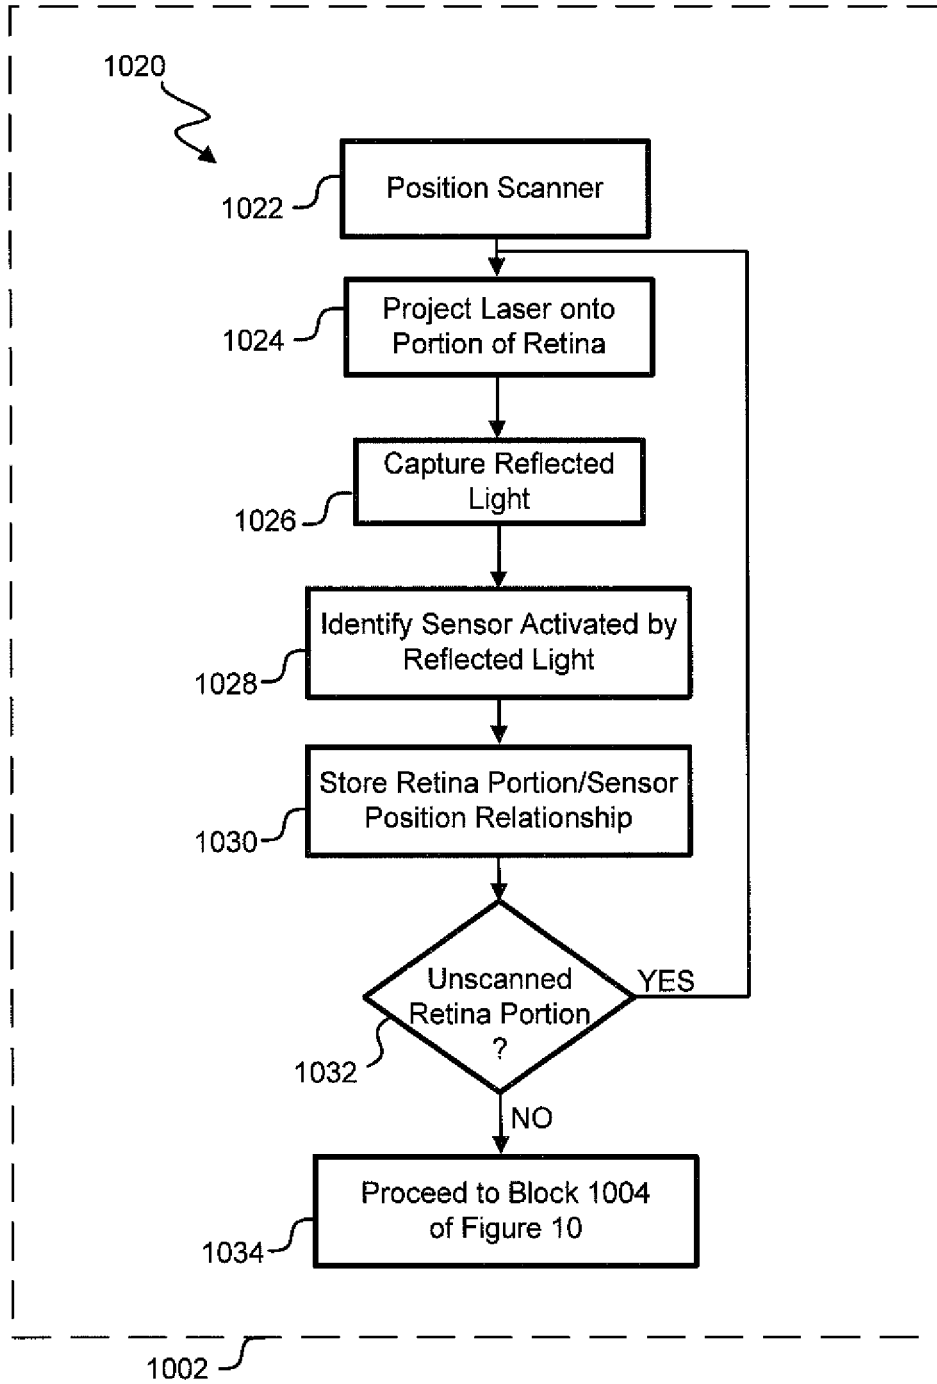 1020
Position Scanner
1022
Project Laser onto
Portion of Retina
1024
Capture Reflected
Light
1026
Identify Sensor Activated by
Reflected Light
1028
Store Retina Portion/Sensor
Position Relationship
1030
Unscanned
Retina Portion
?
YES
1032
NO
Proceed to Block 1004
of Figure 10
1034
1002